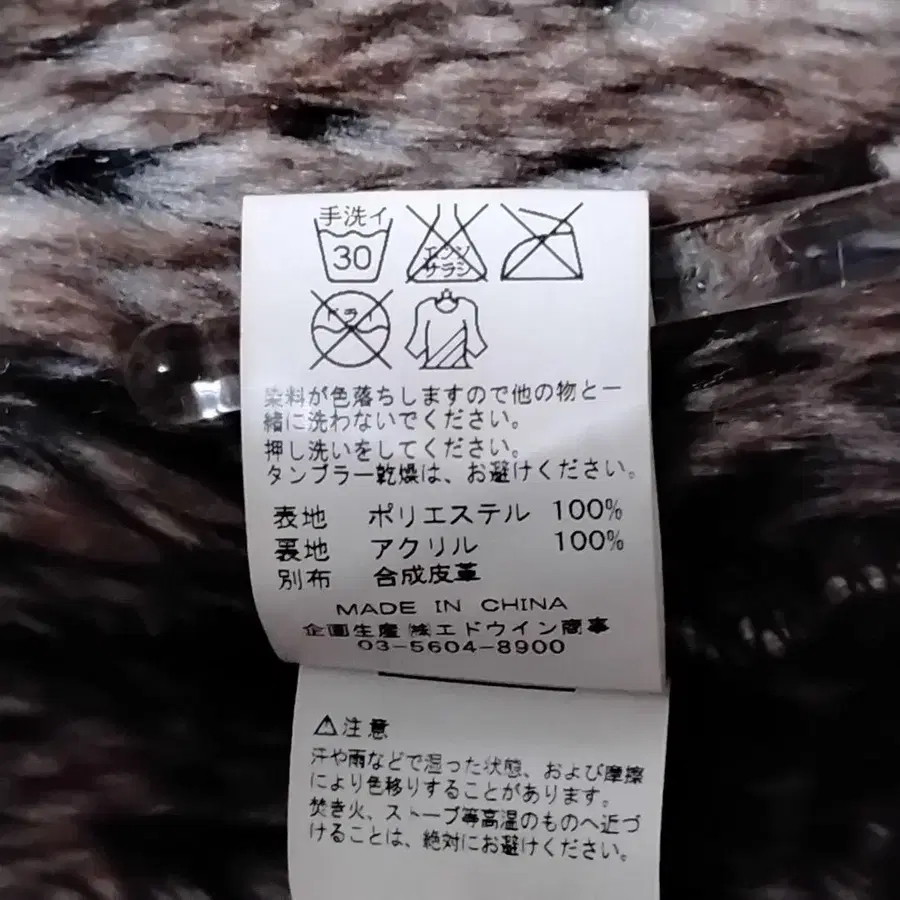 手洗イ
30
エンソ
サラシ
ドライ
染料が色落ちしますので他の物と一
緒に洗わないでください。
押し洗いをしてください。
タンブラー乾燥は、お避けください。
表地 ポリエステル 100%
裏地 アクリル 100%
別布 合成皮革
MADE IN CHINA
企画生産 ㈱エドウイン商事
03-5604-8900
⚠注意
汗や雨などで湿った状態、および摩擦
により色移りすることがあります。
焚き火、ストーブ等高温のものへ近づ
けることは、絶対にお避けください。